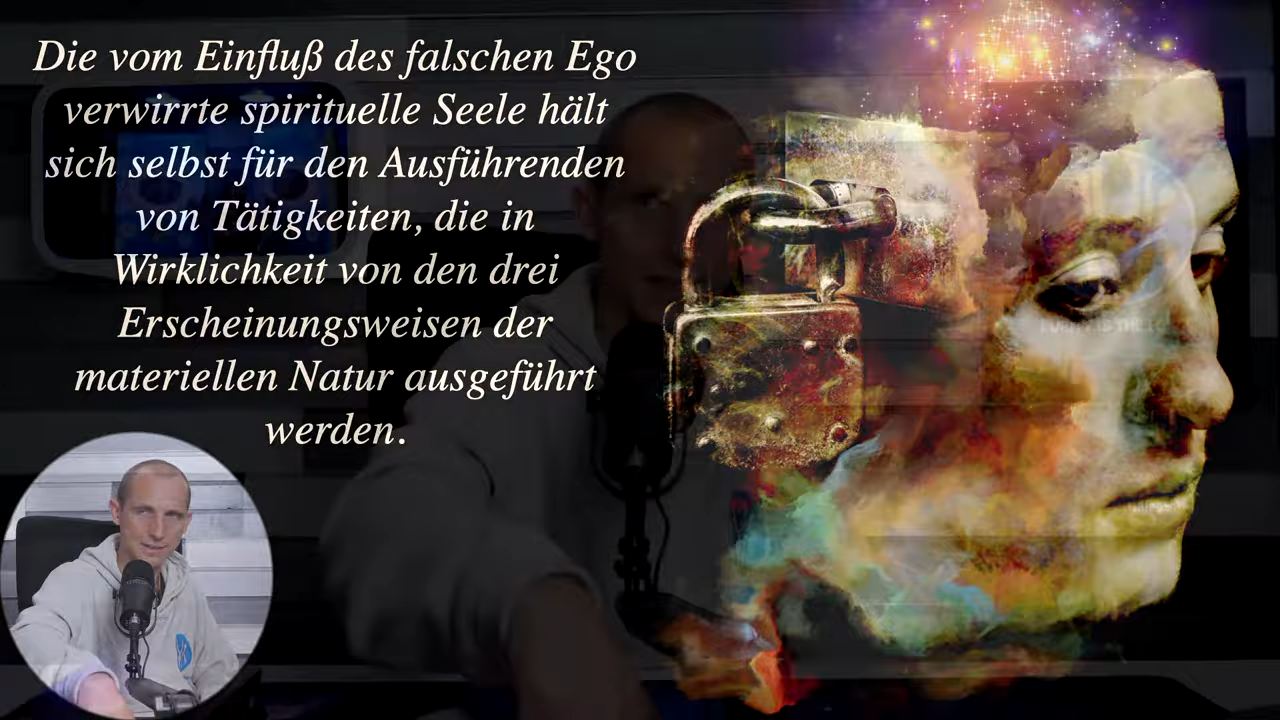 Die vom Einfluß des falschen Ego
verwirrte spirituelle Seele hält
sich selbst für den Ausführenden
von Tätigkeiten, die in
Wirklichkeit von den drei
Erscheinungsweisen der
materiellen Natur ausgeführt
werden.